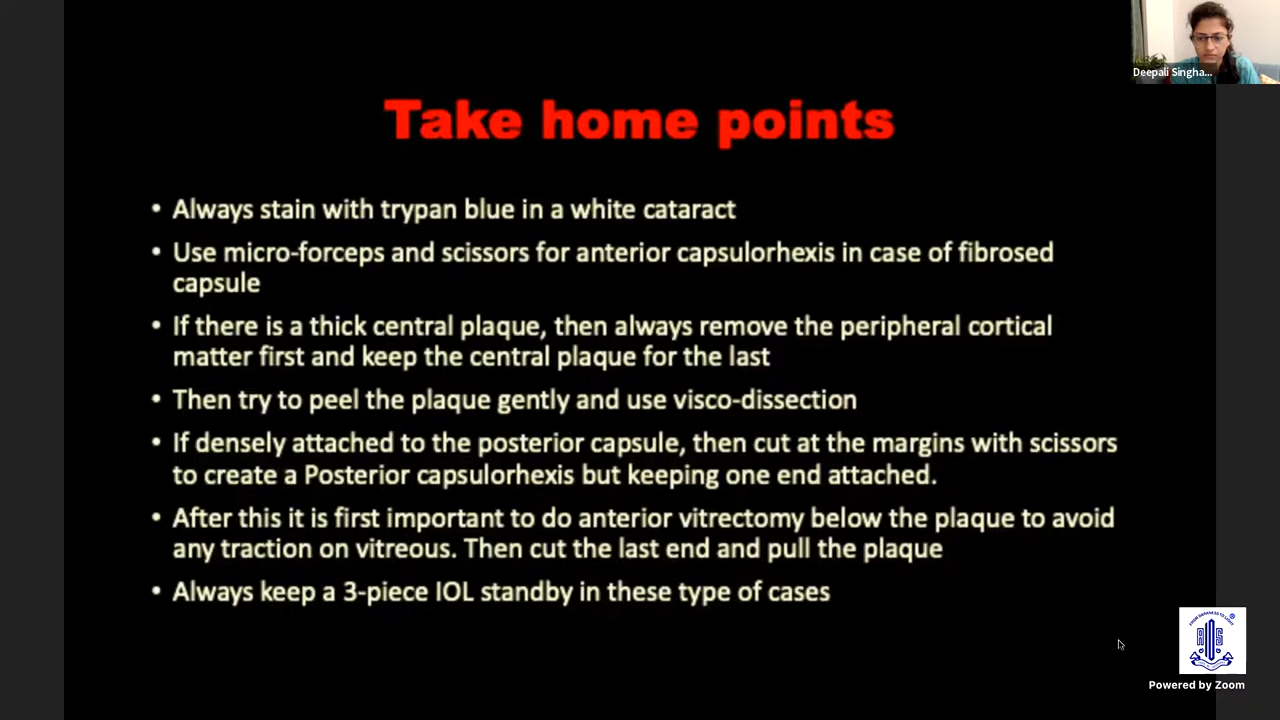 Deepali Singha...
Take home points
• Always stain with trypan blue in a white cataract
• Use micro-forceps and scissors for anterior capsulorhexis in case of fibrosed
capsule
• If there is a thick central plaque, then always remove the peripheral cortical
matter first and keep the central plaque for the last
• Then try to peel the plaque gently and use visco-dissection
• If densely attached to the posterior capsule, then cut at the margins with scissors
to create a Posterior capsulorhexis but keeping one end attached.
• After this it is first important to do anterior vitrectomy below the plaque to avoid
any traction on vitreous. Then cut the last end and pull the plaque
• Always keep a 3-piece IOL standby in these type of cases
Powered by Zoom